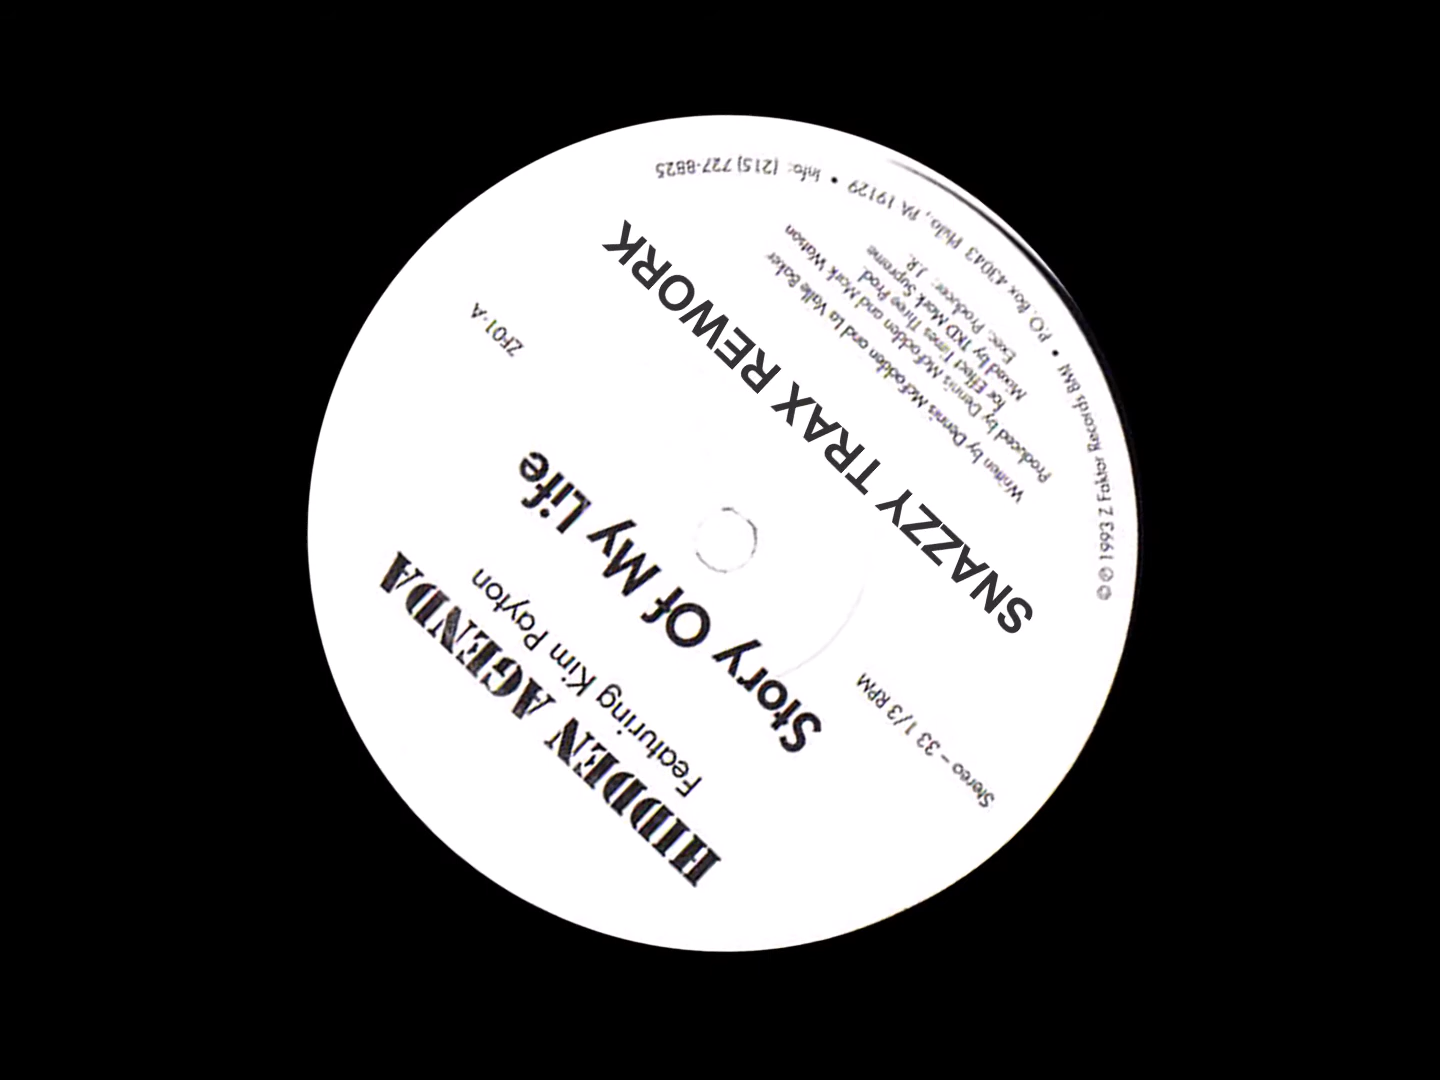 HIDDEN AGENDA
Featuring Kim Payton
Story Of My Life
Stereo – 33 1/3 RPM
ZF01-A
SNAZZY TRAX REWORK
Written by Dennis McFadden and La Valle Baker
Produced by Dennis McFadden and Mark Watson
for Effect Times Three Prod.
Mixed by TKD Mark Supreme
Exec. Producer: J.R.
℗ © 1993 Z Faktor Records BMI • P.O. Box 43043 Phila., PA 19129 • Info: (215) 727-8825